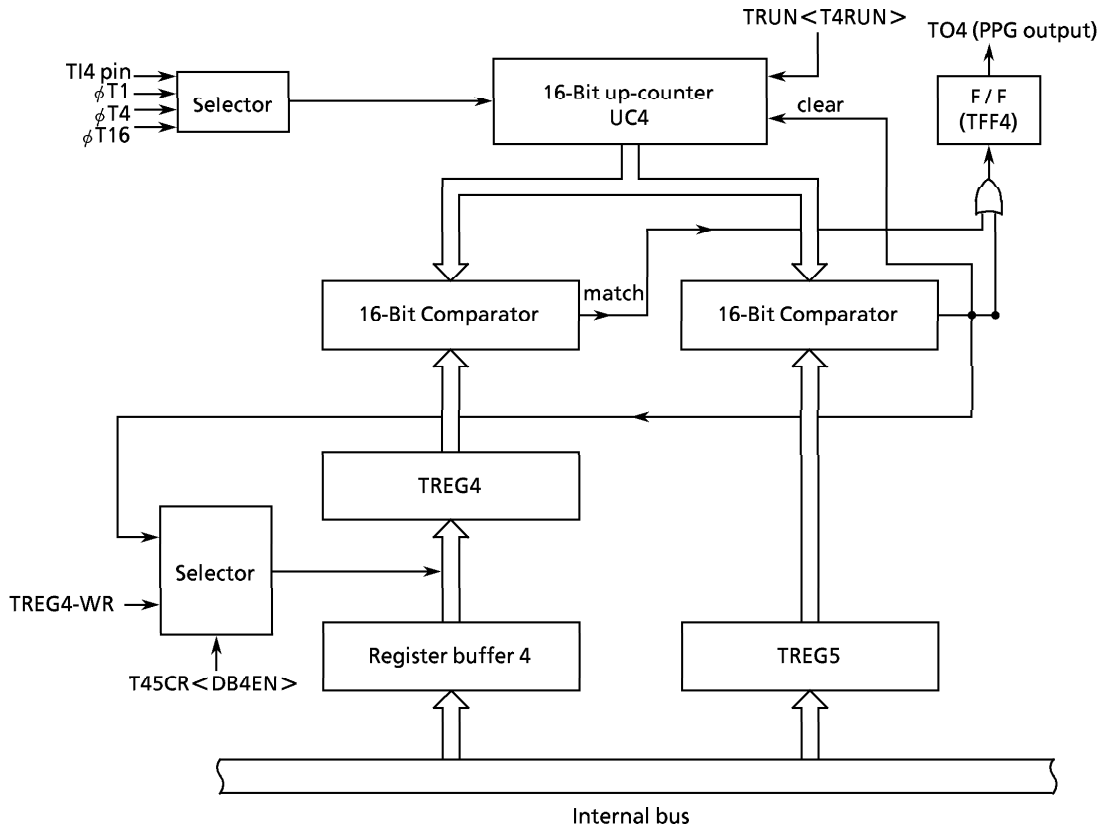 TRUN<T4RUN>
TO4 (PPG output)
TI4 pin
φT1
φT4
φT16
Selector
16-Bit up-counter
UC4
clear
F / F
(TFF4)
16-Bit Comparator
match
16-Bit Comparator
TREG4
Selector
TREG4-WR
T45CR<DB4EN>
Register buffer 4
TREG5
Internal bus